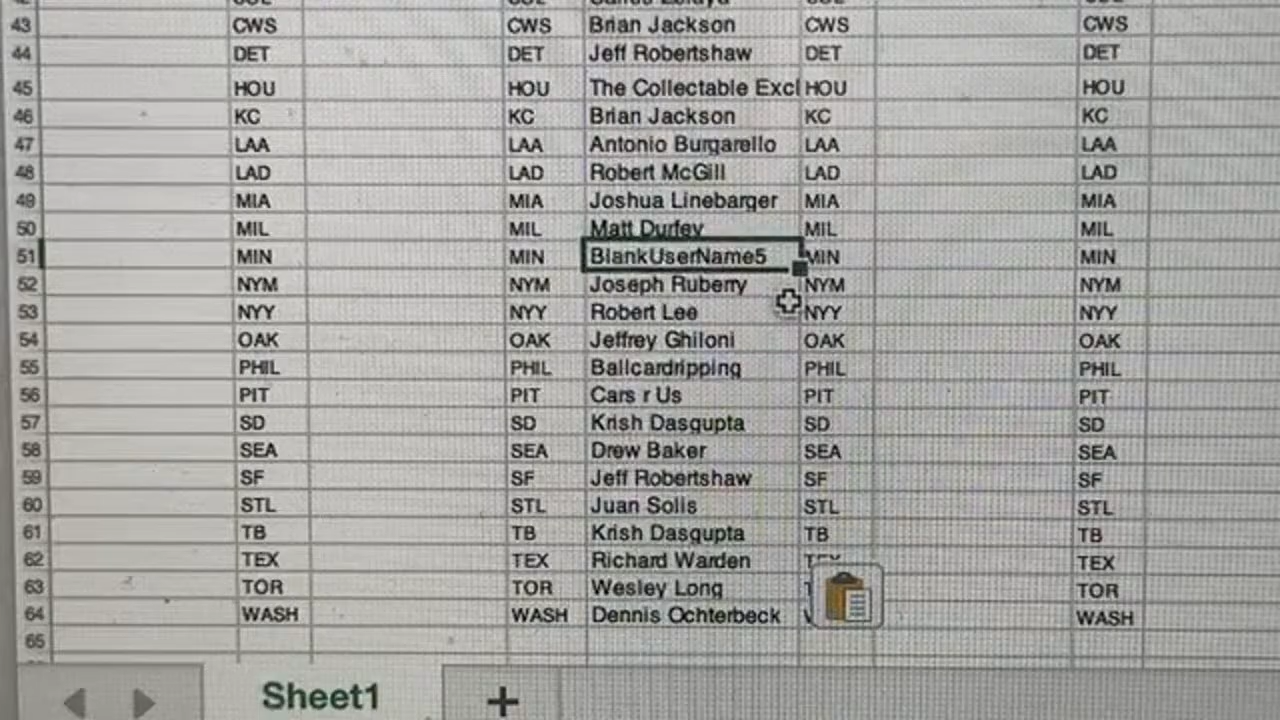 43 CWS CWS Brian Jackson CWS CWS
44 DET DET Jeff Robertshaw DET DET
45 HOU HOU The Collectable Excl HOU HOU
46 KC KC Brian Jackson KC KC
47 LAA LAA Antonio Burgarello LAA LAA
48 LAD LAD Robert McGill LAD LAD
49 MIA MIA Joshua Linebarger MIA MIA
50 MIL MIL Matt Durfey MIL MIL
51 MIN MIN BlankUserName5 MIN MIN
52 NYM NYM Joseph Ruberry NYM NYM
53 NYY NYY Robert Lee NYY NYY
54 OAK OAK Jeffrey Ghiloni OAK OAK
55 PHIL PHIL Ballcardripping PHIL PHIL
56 PIT PIT Cars r Us PIT PIT
57 SD SD Krish Dasgupta SD SD
58 SEA SEA Drew Baker SEA SEA
59 SF SF Jeff Robertshaw SF SF
60 STL STL Juan Solis STL STL
61 TB TB Krish Dasgupta TB TB
62 TEX TEX Richard Warden TEX TEX
63 TOR TOR Wesley Long TOR
64 WASH WASH Dennis Ochterbeck WASH
65
Sheet1